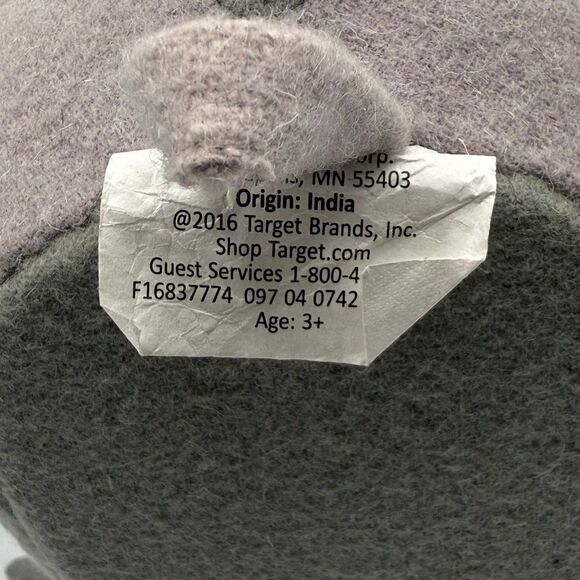 orp.
MN 55403
Origin: India
@2016 Target Brands, Inc.
Shop Target.com
Guest Services 1-800-4
F16837774 097 04 0742
Age: 3+